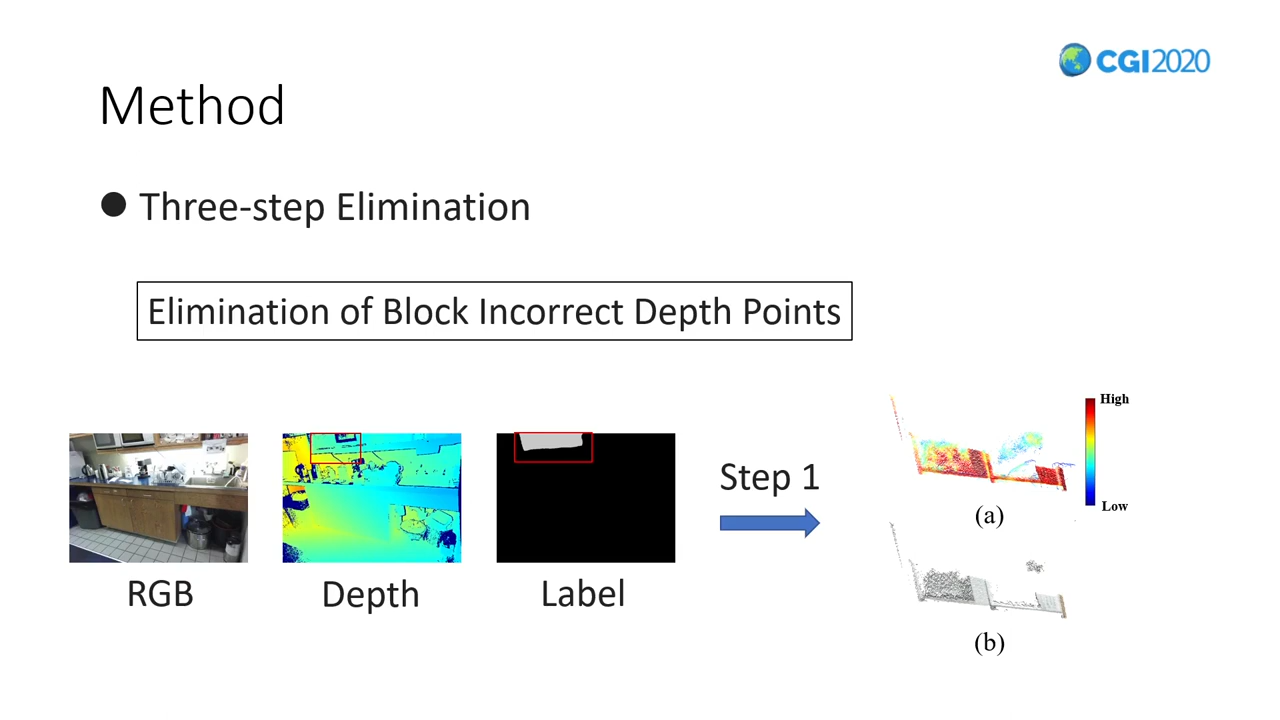 CGI2020
Method
Three-step Elimination
Elimination of Block Incorrect Depth Points
RGB
Depth
Label
Step 1
High
Low
(a)
(b)